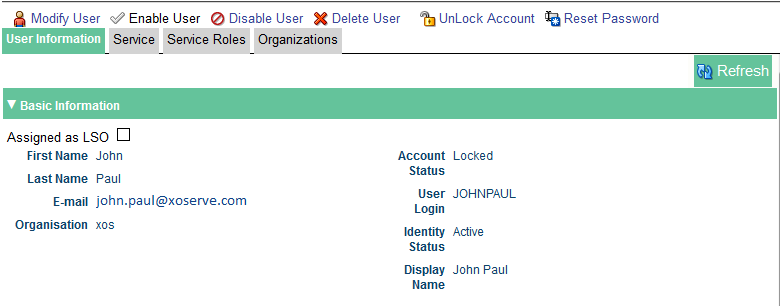 Modify User Enable User Disable User Delete User UnLock Account Reset Password
User Information Service Service Roles Organizations
Refresh
Basic Information
Assigned as LSO
First Name John
Last Name Paul
E-mail john.paul@xoserve.com
Organisation xos
Account Status Locked
User Login JOHNPAUL
Identity Status Active
Display Name John Paul